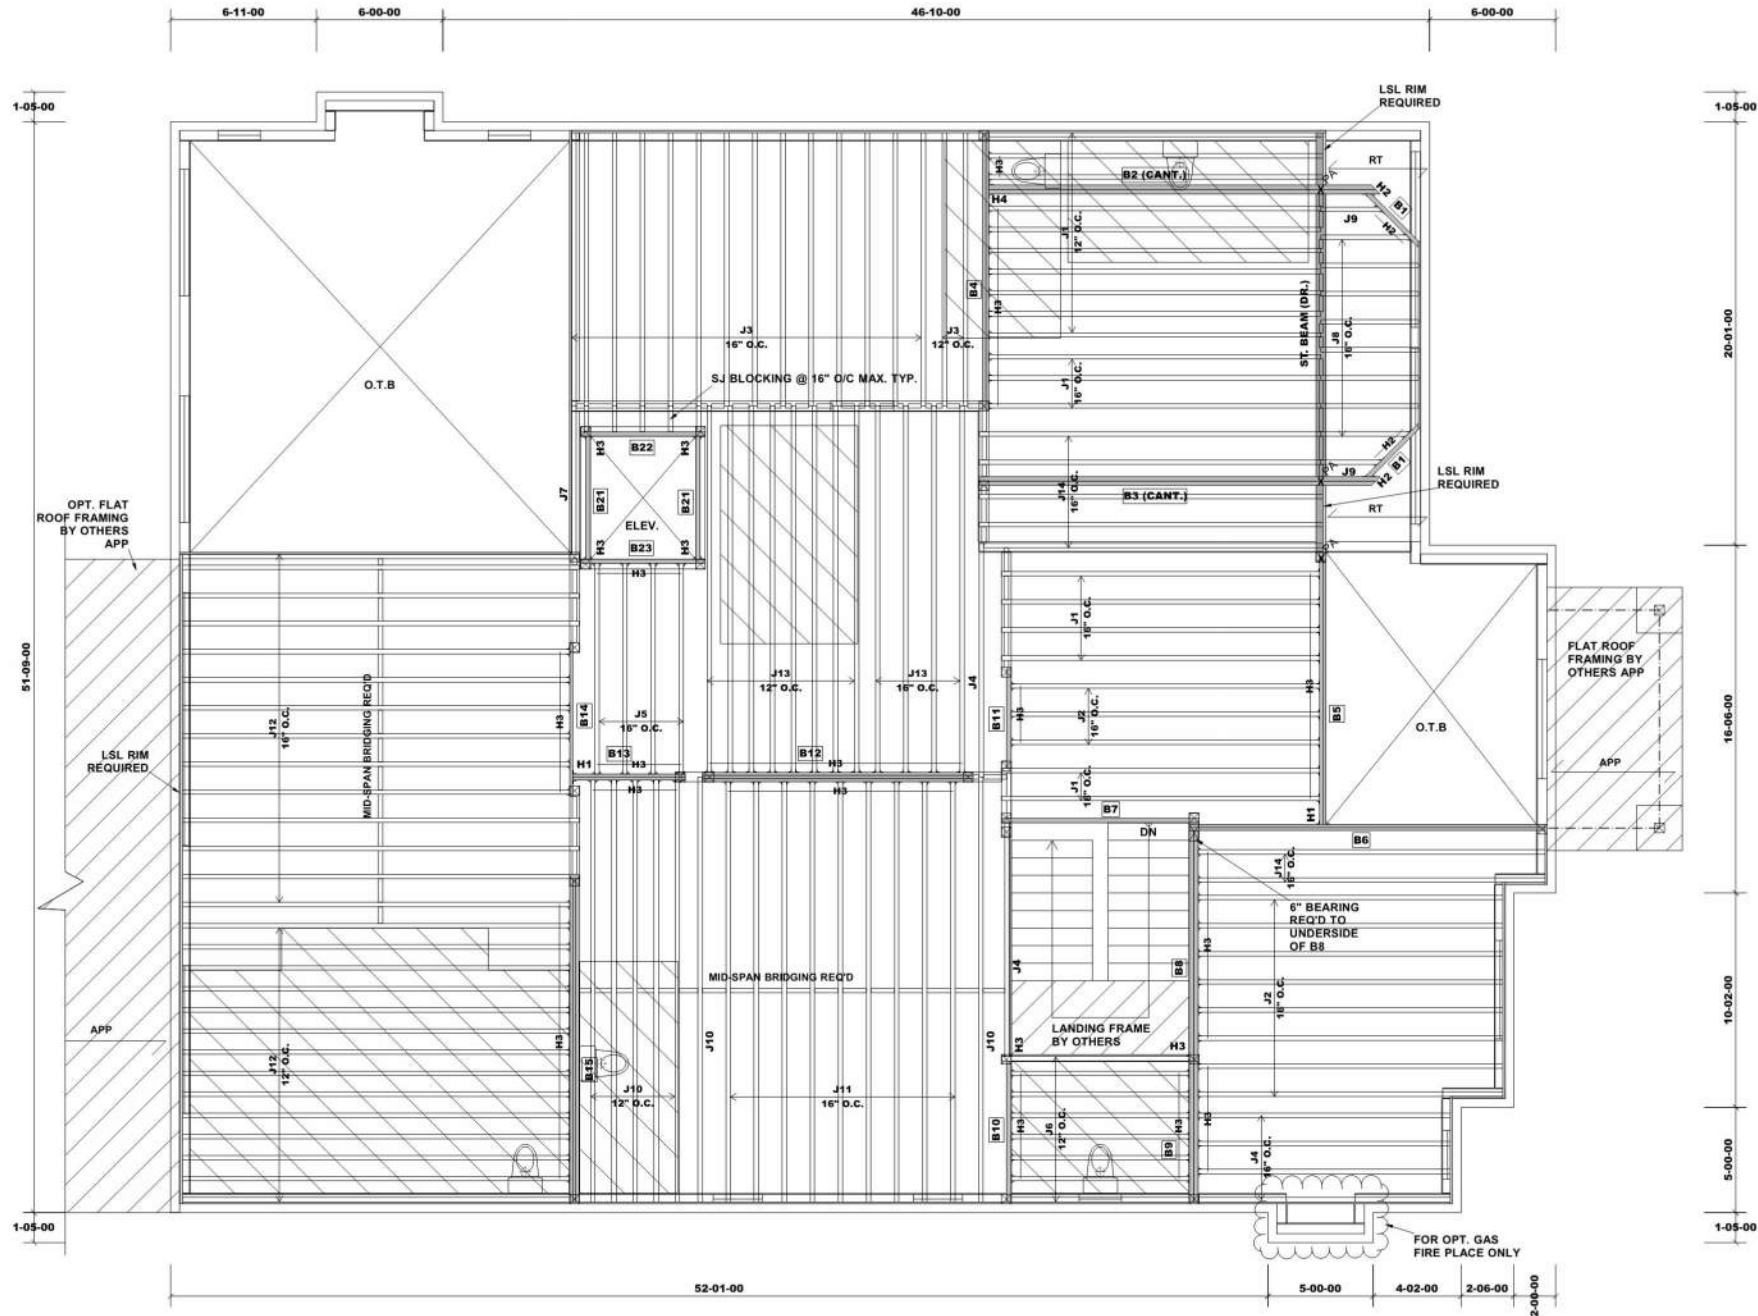 6-11-00
6-00-00
46-10-00
6-00-00
1-05-00
1-05-00
LSL RIM
REQUIRED
RT
H3
B2 (CANT.)
PA
H2
B1
H4
J9
H2
J1
12" O.C.
B4
H3
ST. BEAM (DR.)
J8
16" O.C.
20-01-00
J3
16" O.C.
J3
12" O.C.
O.T.B
SJ BLOCKING @ 16" O/C MAX. TYP.
J1
16" O.C.
H3
B22
H3
H2
B1
PA
J9
H2
LSL RIM
REQUIRED
J7
B21
B21
J14
16" O.C.
B3 (CANT.)
RT
OPT. FLAT
ROOF FRAMING
BY OTHERS
APP
ELEV.
H3
B23
H3
H3
PA
51-09-00
J1
16" O.C.
FLAT ROOF
FRAMING BY
OTHERS APP
J13
12" O.C.
J13
16" O.C.
J4
H3
MID-SPAN BRIDGING REQ'D
J12
16" O.C.
H3
B14
J5
16" O.C.
B11
H3
J2
16" O.C.
B5
O.T.B
16-06-00
LSL RIM
REQUIRED
B13
B12
H1
H3
H3
H3
H3
APP
J1
16" O.C.
B7
H1
DN
B6
J14
16" O.C.
6" BEARING
REQ'D TO
UNDERSIDE
OF B8
H3
MID-SPAN BRIDGING REQ'D
J4
B8
J2
16" O.C.
10-02-00
APP
J12
12" O.C.
H3
J10
J10
LANDING FRAME
BY OTHERS
H3
H3
B15
J10
12" O.C.
J11
16" O.C.
B10
H3
J6
12" O.C.
H3
B9
H3
J4
16" O.C.
5-00-00
1-05-00
1-05-00
FOR OPT. GAS
FIRE PLACE ONLY
52-01-00
5-00-00
4-02-00
2-06-00
2-00-00